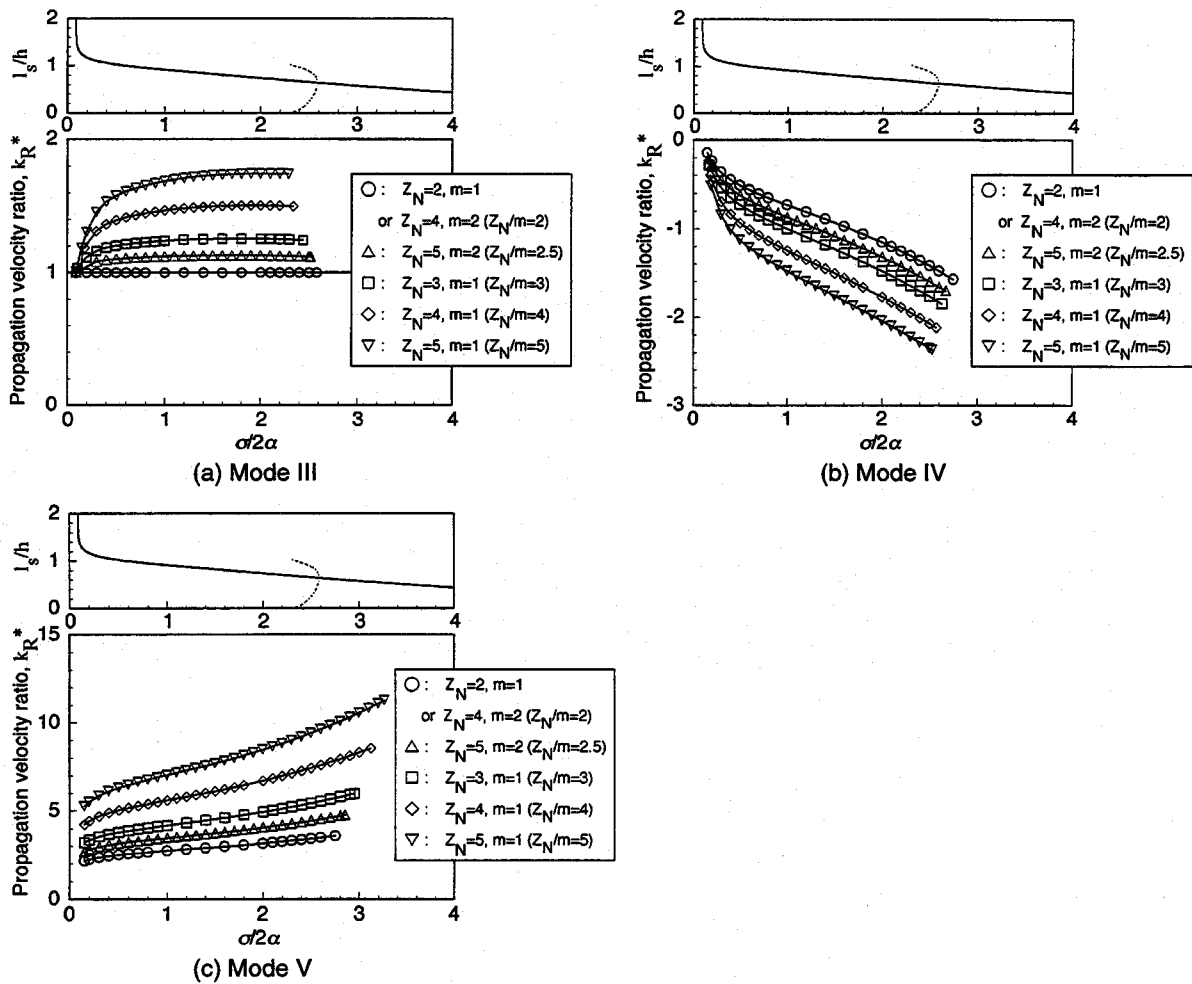 2
1
0
l_s/h
0 1 2 3 4
2
1
0
Propagation velocity ratio, k_R*
○ : Z_N=2, m=1
or Z_N=4, m=2 (Z_N/m=2)
△ : Z_N=5, m=2 (Z_N/m=2.5)
□ : Z_N=3, m=1 (Z_N/m=3)
◇ : Z_N=4, m=1 (Z_N/m=4)
▽ : Z_N=5, m=1 (Z_N/m=5)
0 1 2 3 4
σ/2α
(a) Mode III
2
1
0
l_s/h
0 1 2 3 4
0
-1
-2
-3
Propagation velocity ratio, k_R*
○ : Z_N=2, m=1
or Z_N=4, m=2 (Z_N/m=2)
△ : Z_N=5, m=2 (Z_N/m=2.5)
□ : Z_N=3, m=1 (Z_N/m=3)
◇ : Z_N=4, m=1 (Z_N/m=4)
▽ : Z_N=5, m=1 (Z_N/m=5)
0 1 2 3 4
σ/2α
(b) Mode IV
2
1
0
l_s/h
0 1 2 3 4
15
10
5
0
Propagation velocity ratio, k_R*
○ : Z_N=2, m=1
or Z_N=4, m=2 (Z_N/m=2)
△ : Z_N=5, m=2 (Z_N/m=2.5)
□ : Z_N=3, m=1 (Z_N/m=3)
◇ : Z_N=4, m=1 (Z_N/m=4)
▽ : Z_N=5, m=1 (Z_N/m=5)
0 1 2 3 4
σ/2α
(c) Mode V